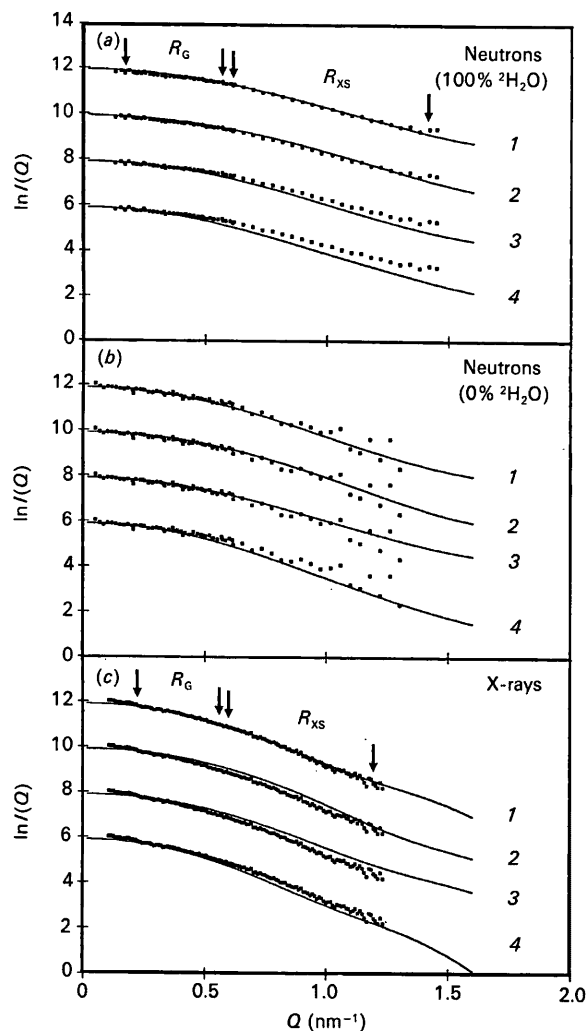 14
(a)
R_G
R_XS
Neutrons
(100% ²H₂O)
12
10
8
6
4
2
0
ln I(Q)
1
2
3
4
(b)
Neutrons
(0% ²H₂O)
12
10
8
6
4
2
0
ln I(Q)
1
2
3
4
(c)
R_G
R_XS
X-rays
12
10
8
6
4
2
0
ln I(Q)
1
2
3
4
0
0.5
1.0
1.5
2.0
Q (nm⁻¹)